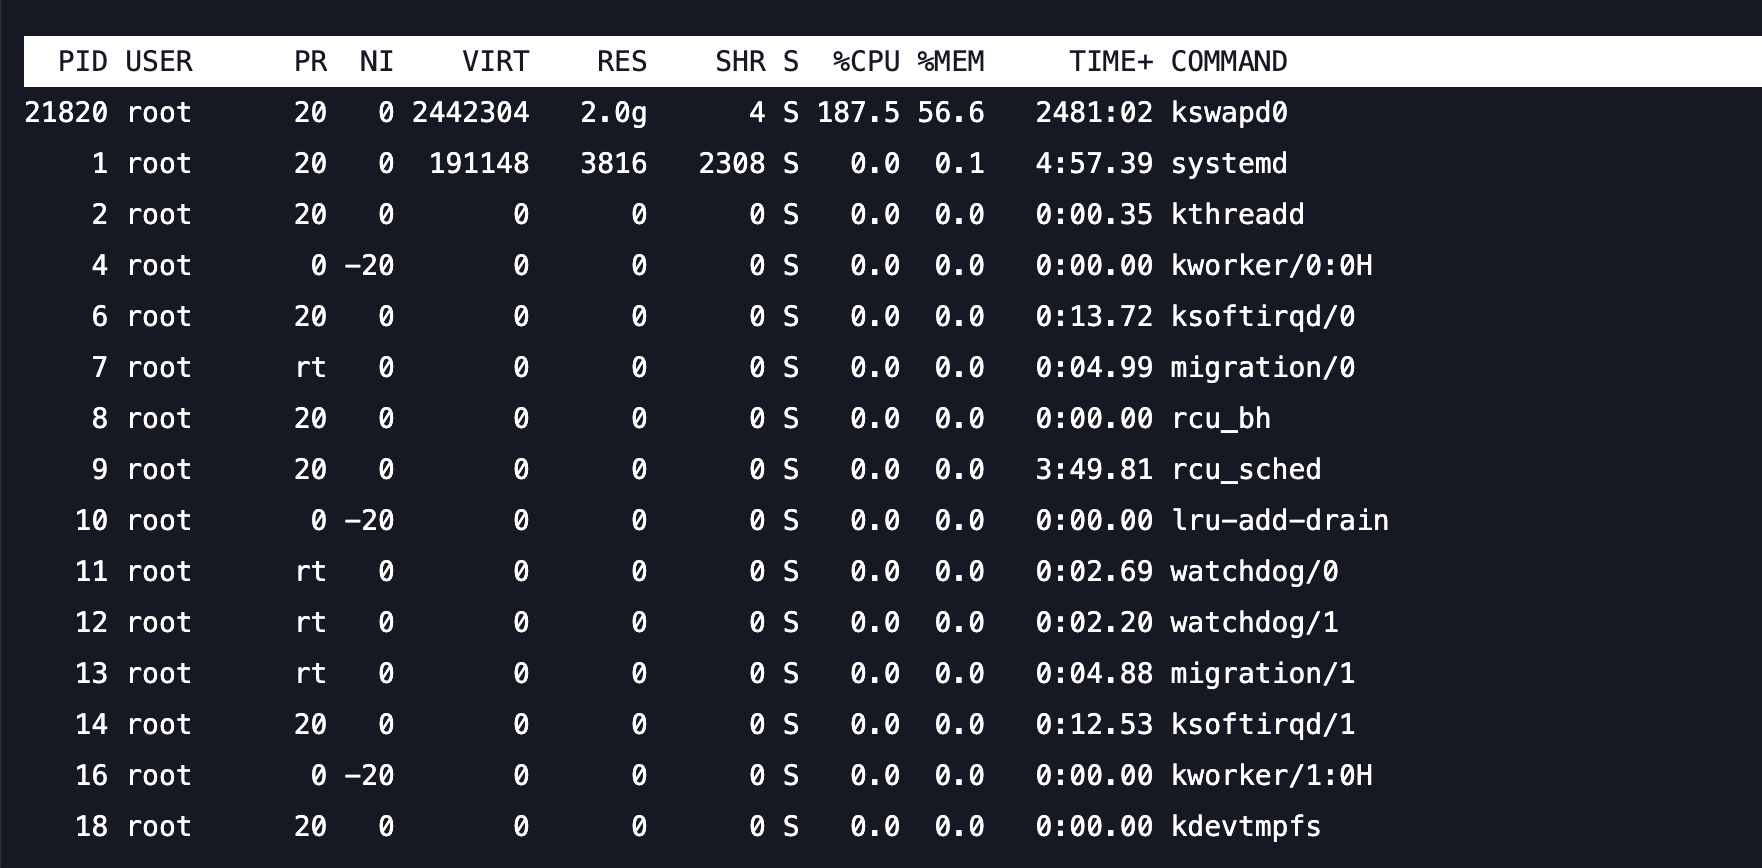 PID USER PR NI VIRT RES SHR S %CPU %MEM TIME+ COMMAND
21820 root 20 0 2442304 2.0g 4 S 187.5 56.6 2481:02 kswapd0
1 root 20 0 191148 3816 2308 S 0.0 0.1 4:57.39 systemd
2 root 20 0 0 0 0 S 0.0 0.0 0:00.35 kthreadd
4 root 0 -20 0 0 0 S 0.0 0.0 0:00.00 kworker/0:0H
6 root 20 0 0 0 0 S 0.0 0.0 0:13.72 ksoftirqd/0
7 root rt 0 0 0 0 S 0.0 0.0 0:04.99 migration/0
8 root 20 0 0 0 0 S 0.0 0.0 0:00.00 rcu_bh
9 root 20 0 0 0 0 S 0.0 0.0 3:49.81 rcu_sched
10 root 0 -20 0 0 0 S 0.0 0.0 0:00.00 lru-add-drain
11 root rt 0 0 0 0 S 0.0 0.0 0:02.69 watchdog/0
12 root rt 0 0 0 0 S 0.0 0.0 0:02.20 watchdog/1
13 root rt 0 0 0 0 S 0.0 0.0 0:04.88 migration/1
14 root 20 0 0 0 0 S 0.0 0.0 0:12.53 ksoftirqd/1
16 root 0 -20 0 0 0 S 0.0 0.0 0:00.00 kworker/1:0H
18 root 20 0 0 0 0 S 0.0 0.0 0:00.00 kdevtmpfs